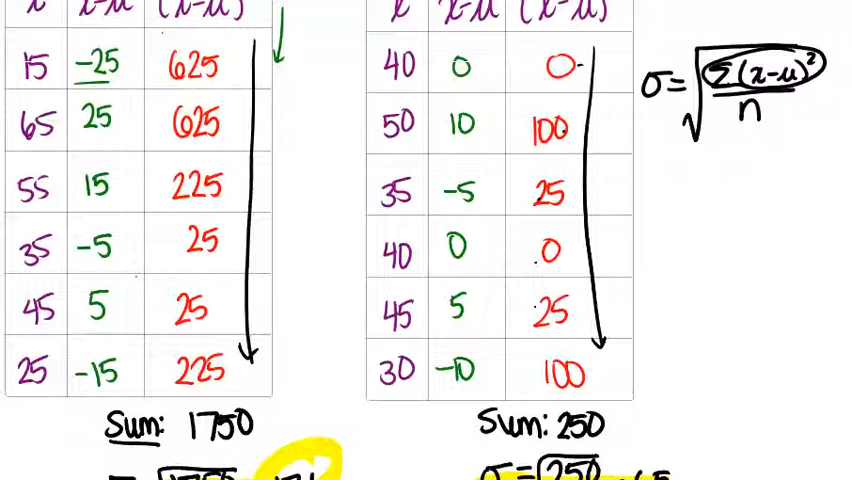 x x-μ (x-μ)
15 -25 625
65 25 625
55 15 225
35 -5 25
45 5 25
25 -15 225
Sum: 1750
x x-μ (x-μ)
40 0 0
50 10 100
35 -5 25
40 0 0
45 5 25
30 -10 100
Sum: 250
σ = √250
σ = √Σ(x-μ)²/n